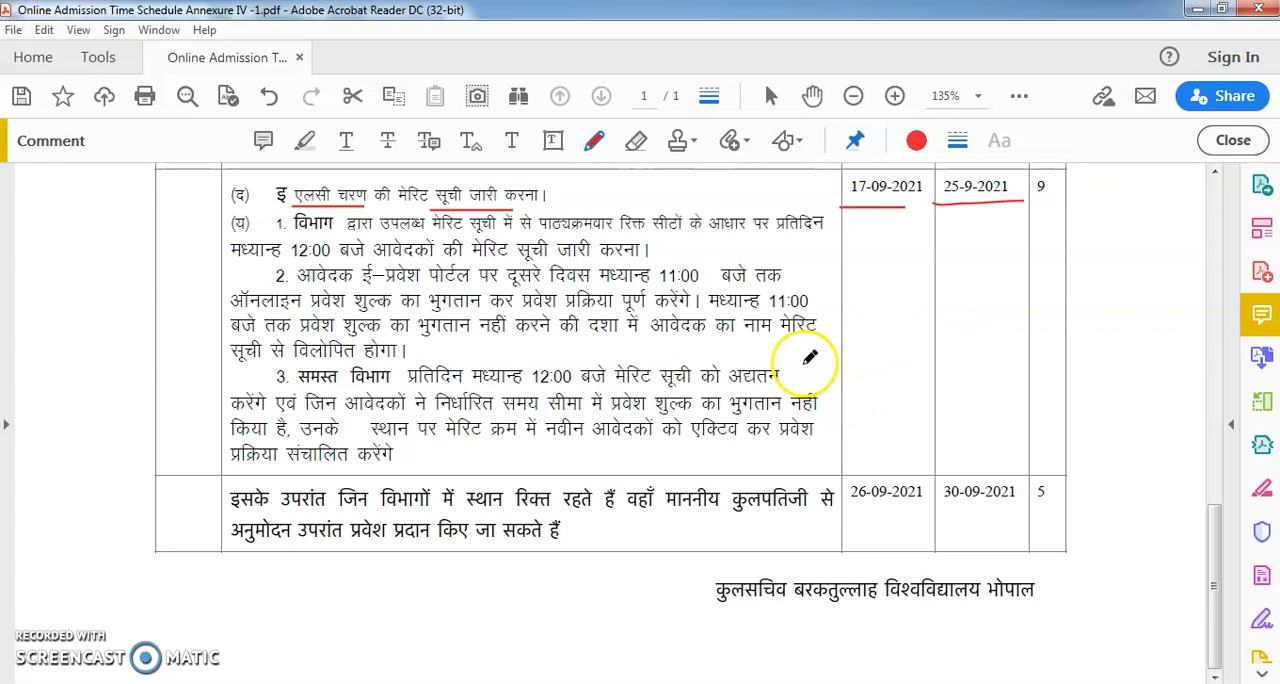 Online Admission Time Schedule Annexure IV -1.pdf - Adobe Acrobat Reader DC (32-bit)
File Edit View Sign Window Help
Home Tools Online Admission T... × Sign In
1 / 1 135% Share
Comment Aa Close
(द) इ एलसी चरण की मेरिट सूची जारी करना। 17-09-2021 25-9-2021 9
(य) 1. विभाग द्वारा उपलब्ध मेरिट सूची में से पाठ्यक्रमवार रिक्त सीटों के आधार पर प्रतिदिन
मध्यान्ह 12:00 बजे आवेदकों की मेरिट सूची जारी करना।
2. आवेदक ई-प्रवेश पोर्टल पर दूसरे दिवस मध्यान्ह 11:00 बजे तक
ऑनलाइन प्रवेश शुल्क का भुगतान कर प्रवेश प्रक्रिया पूर्ण करेंगे। मध्यान्ह 11:00
बजे तक प्रवेश शुल्क का भुगतान नहीं करने की दशा में आवेदक का नाम मेरिट
सूची से विलोपित होगा।
3. समस्त विभाग प्रतिदिन मध्यान्ह 12:00 बजे मेरिट सूची को अद्यतन
करेंगे एवं जिन आवेदकों ने निर्धारित समय सीमा में प्रवेश शुल्क का भुगतान नहीं
किया है, उनके स्थान पर मेरिट क्रम में नवीन आवेदकों को एक्टिव कर प्रवेश
प्रक्रिया संचालित करेंगे
इसके उपरांत जिन विभागों में स्थान रिक्त रहते हैं वहाँ माननीय कुलपतिजी से 26-09-2021 30-09-2021 5
अनुमोदन उपरांत प्रवेश प्रदान किए जा सकते हैं
कुलसचिव बरकतुल्लाह विश्वविद्यालय भोपाल
RECORDED WITH
SCREENCAST MATIC